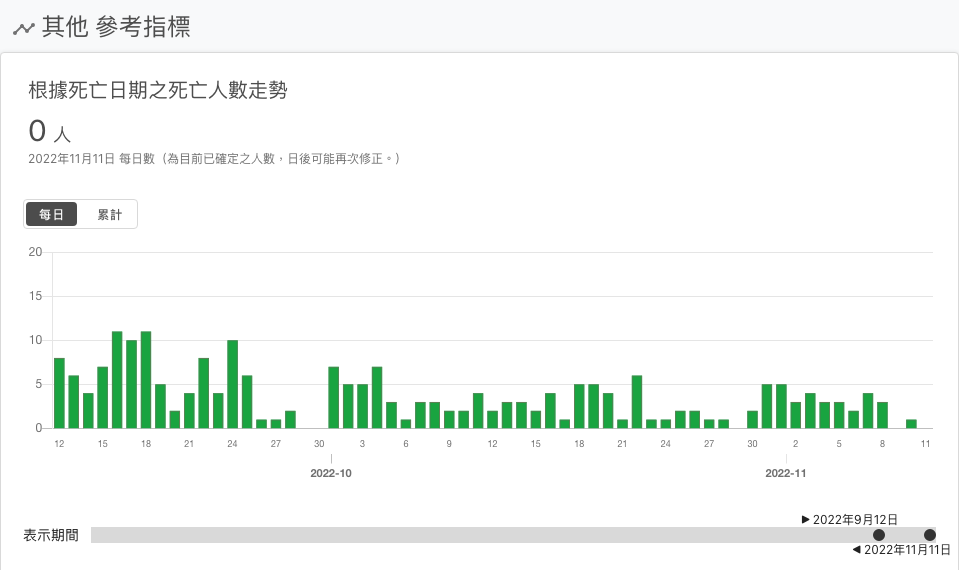 其他 參考指標
根據死亡日期之死亡人數走勢
0 人
2022年11月11日 每日數（為目前已確定之人數，日後可能再次修正。）
每日 累計
20
15
10
5
0
12 15 18 21 24 27 30 3 6 9 12 15 18 21 24 27 30 2 5 8 11
2022-10 2022-11
▶ 2022年9月12日
表示期間
◀ 2022年11月11日